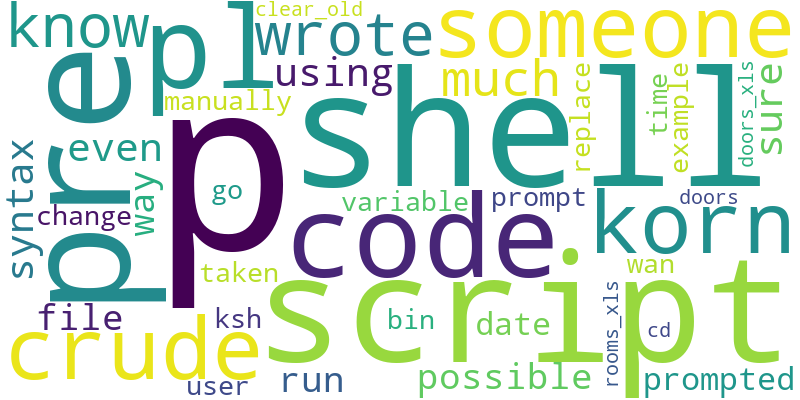 know
pl
clear_old
wrote
someone
pre
using
much
shell
replace
time
example
doors_xls
sure
manually
p
even
syntax
way
go
change
variable
prompt
doors
code
korn
script
taken
wan
file
ksh
bin
date
rooms_xls
cd
crude
user
run
possible
prompted